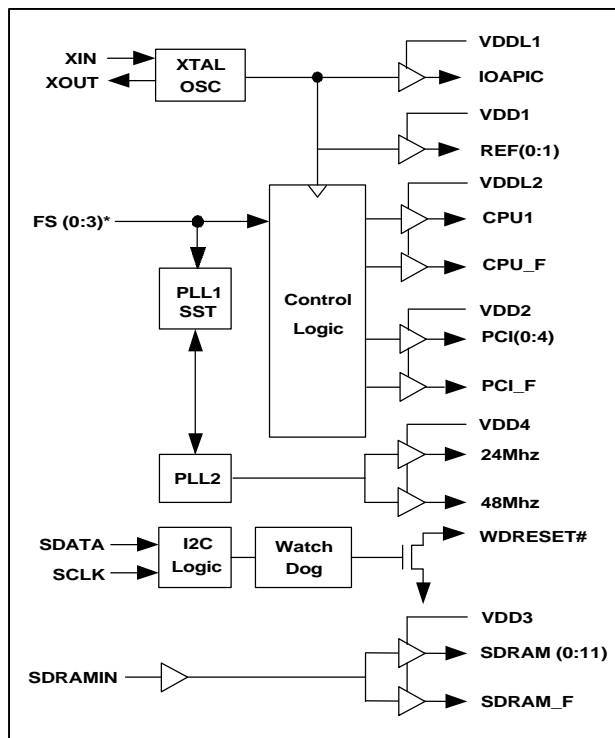 XIN
XOUT
XTAL
OSC
VDDL1
IOAPIC
VDD1
REF(0:1)
FS (0:3)*
VDDL2
CPU1
CPU_F
PLL1
SST
Control
Logic
VDD2
PCI(0:4)
PCI_F
PLL2
VDD4
24Mhz
48Mhz
SDATA
SCLK
I2C
Logic
Watch
Dog
WDRESET#
VDD3
SDRAMIN
SDRAM (0:11)
SDRAM_F